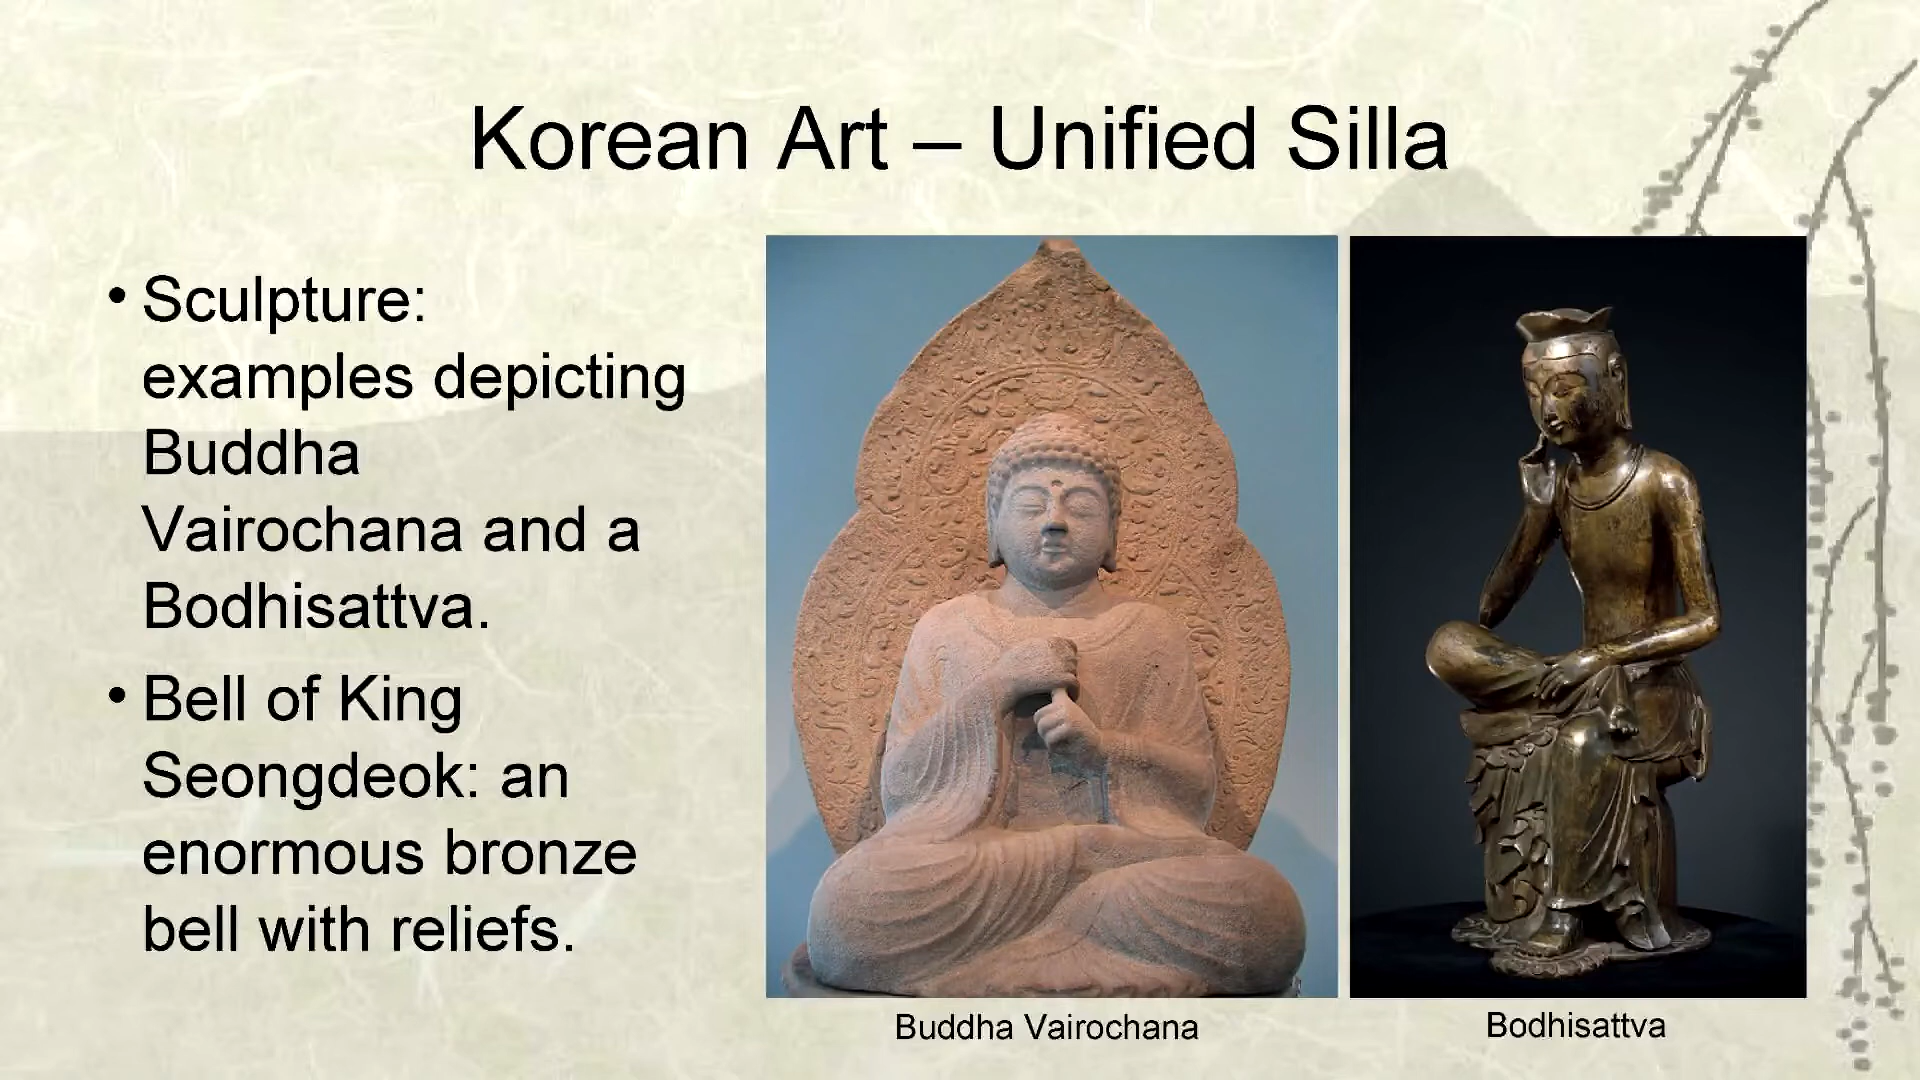 Korean Art – Unified Silla
• Sculpture:
examples depicting
Buddha
Vairochana and a
Bodhisattva.
• Bell of King
Seongdeok: an
enormous bronze
bell with reliefs.
Buddha Vairochana
Bodhisattva